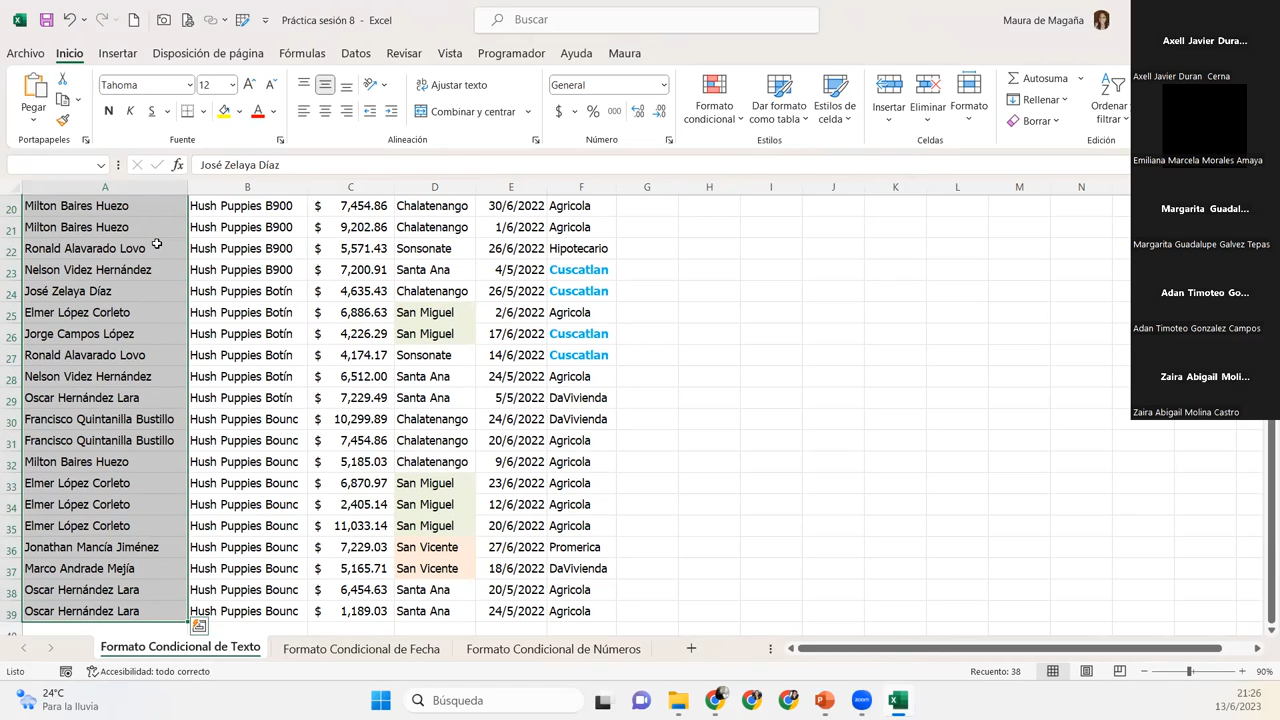 Práctica sesión 8 - Excel
Buscar
Maura de Magaña
Archivo Inicio Insertar Disposición de página Fórmulas Datos Revisar Vista Programador Ayuda Maura
Pegar
Portapapeles
Tahoma 12
N K S
Fuente
Ajustar texto
Combinar y centrar
Alineación
General
$ % 000
Número
Formato condicional
Dar formato como tabla
Estilos de celda
Estilos
Insertar
Eliminar
Formato
Celdas
Autosuma
Rellenar
Borrar
Ordenar
filtrar
Edición
fx José Zelaya Díaz
A B C D E F G H I J K L M N
20 Milton Baires Huezo Hush Puppies B900 $ 7,454.86 Chalatenango 30/6/2022 Agricola
21 Milton Baires Huezo Hush Puppies B900 $ 9,202.86 Chalatenango 1/6/2022 Agricola
22 Ronald Alavarado Lovo Hush Puppies B900 $ 5,571.43 Sonsonate 26/6/2022 Hipotecario
23 Nelson Videz Hernández Hush Puppies B900 $ 7,200.91 Santa Ana 4/5/2022 Cuscatlan
24 José Zelaya Díaz Hush Puppies Botín $ 4,635.43 Chalatenango 26/5/2022 Cuscatlan
25 Elmer López Corleto Hush Puppies Botín $ 6,886.63 San Miguel 2/6/2022 Agricola
26 Jorge Campos López Hush Puppies Botín $ 4,226.29 San Miguel 17/6/2022 Cuscatlan
27 Ronald Alavarado Lovo Hush Puppies Botín $ 4,174.17 Sonsonate 14/6/2022 Cuscatlan
28 Nelson Videz Hernández Hush Puppies Botín $ 6,512.00 Santa Ana 24/5/2022 Agricola
29 Oscar Hernández Lara Hush Puppies Botín $ 7,229.49 Santa Ana 5/5/2022 DaVivienda
30 Francisco Quintanilla Bustillo Hush Puppies Bounc $ 10,299.89 Chalatenango 24/6/2022 DaVivienda
31 Francisco Quintanilla Bustillo Hush Puppies Bounc $ 7,454.86 Chalatenango 20/6/2022 Agricola
32 Milton Baires Huezo Hush Puppies Bounc $ 5,185.03 Chalatenango 9/6/2022 Agricola
33 Elmer López Corleto Hush Puppies Bounc $ 6,870.97 San Miguel 23/6/2022 Agricola
34 Elmer López Corleto Hush Puppies Bounc $ 2,405.14 San Miguel 12/6/2022 Agricola
35 Elmer López Corleto Hush Puppies Bounc $ 11,033.14 San Miguel 20/6/2022 Agricola
36 Jonathan Mancía Jiménez Hush Puppies Bounc $ 7,229.03 San Vicente 27/6/2022 Promerica
37 Marco Andrade Mejía Hush Puppies Bounc $ 5,165.71 San Vicente 18/6/2022 DaVivienda
38 Oscar Hernández Lara Hush Puppies Bounc $ 6,454.63 Santa Ana 20/5/2022 Agricola
39 Oscar Hernández Lara Hush Puppies Bounc $ 1,189.03 Santa Ana 24/5/2022 Agricola
Formato Condicional de Texto Formato Condicional de Fecha Formato Condicional de Números
Listo Accesibilidad: todo correcto Recuento: 38 90%
24°C
Para la lluvia
Búsqueda
zoom
21:26
13/6/2023
Axell Javier Dura...
Axell Javier Duran Cerna
Emiliana Marcela Morales Amaya
Margarita Guadal...
Margarita Guadalupe Galvez Tepas
Adan Timoteo Go...
Adan Timoteo Gonzalez Campos
Zaira Abigail Moli...
Zaira Abigail Molina Castro